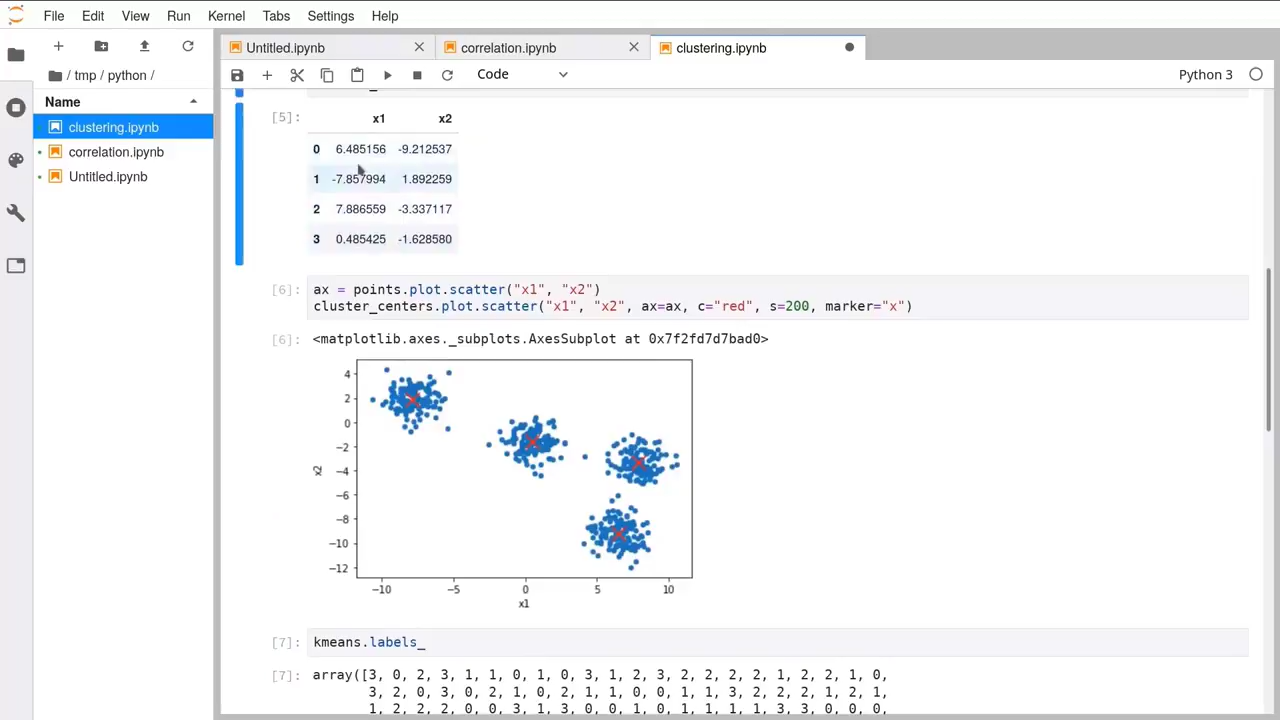 File Edit View Run Kernel Tabs Settings Help
Untitled.ipynb correlation.ipynb clustering.ipynb
/ tmp / python /
Code Python 3
Name
clustering.ipynb
correlation.ipynb
Untitled.ipynb
[5]: x1 x2
0 6.485156 -9.212537
1 -7.857994 1.892259
2 7.886559 -3.337117
3 0.485425 -1.628580
[6]: ax = points.plot.scatter("x1", "x2")
cluster_centers.plot.scatter("x1", "x2", ax=ax, c="red", s=200, marker="x")
[6]: <matplotlib.axes._subplots.AxesSubplot at 0x7f2fd7d7bad0>
4
2
0
−2
−4
−6
−8
−10
−12
x2
−10 −5 0 5 10
x1
[7]: kmeans.labels_
[7]: array([3, 0, 2, 3, 1, 1, 0, 1, 0, 3, 1, 2, 3, 2, 2, 2, 2, 1, 2, 2, 1, 0,
3, 2, 0, 3, 0, 2, 1, 0, 2, 1, 1, 0, 0, 1, 1, 3, 2, 2, 2, 1, 2, 1,
1, 2, 2, 2, 0, 0, 3, 1, 3, 0, 0, 1, 0, 1, 1, 1, 1, 3, 3, 0, 0, 0,